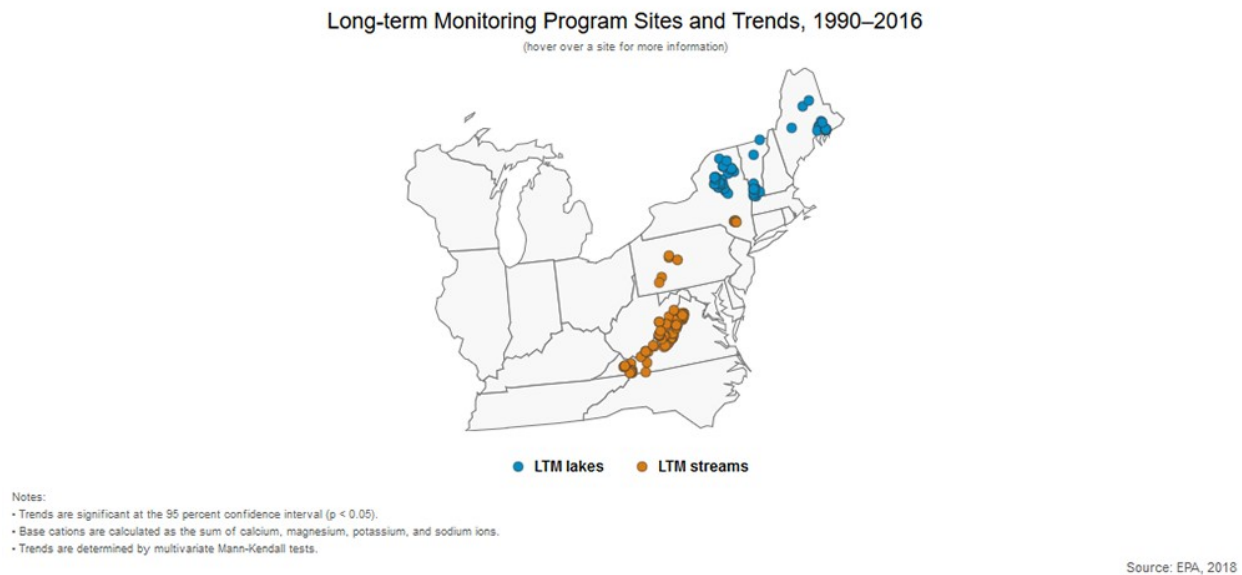 Long-term Monitoring Program Sites and Trends, 1990–2016
(hover over a site for more information)
LTM lakes
LTM streams
Notes:
• Trends are significant at the 95 percent confidence interval (p < 0.05).
• Base cations are calculated as the sum of calcium, magnesium, potassium, and sodium ions.
• Trends are determined by multivariate Mann-Kendall tests.
Source: EPA, 2018